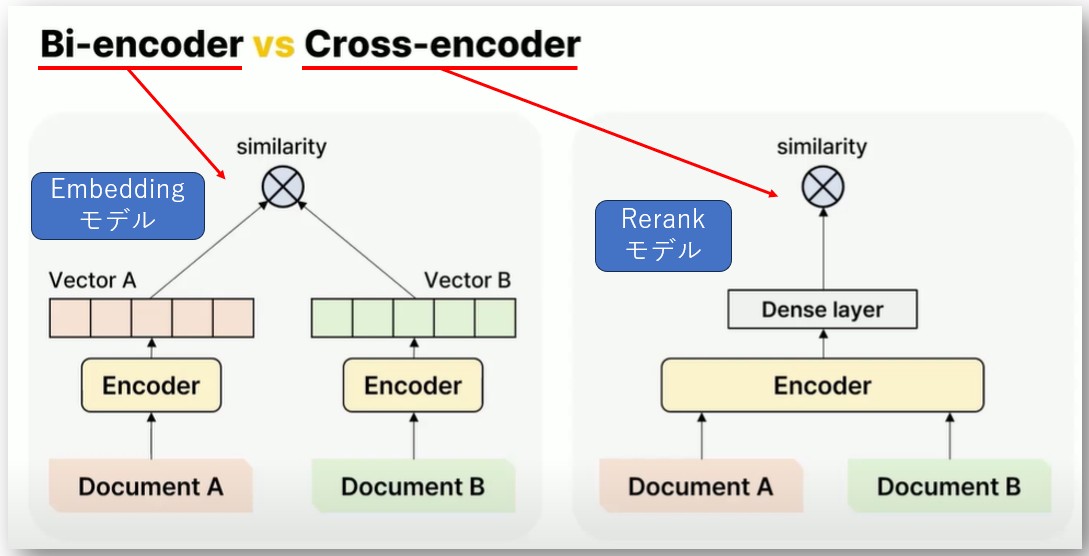 Bi-encoder vs Cross-encoder
similarity
Embedding
モデル
Vector A
Vector B
Encoder
Encoder
Document A
Document B
similarity
Rerank
モデル
Dense layer
Encoder
Document A
Document B